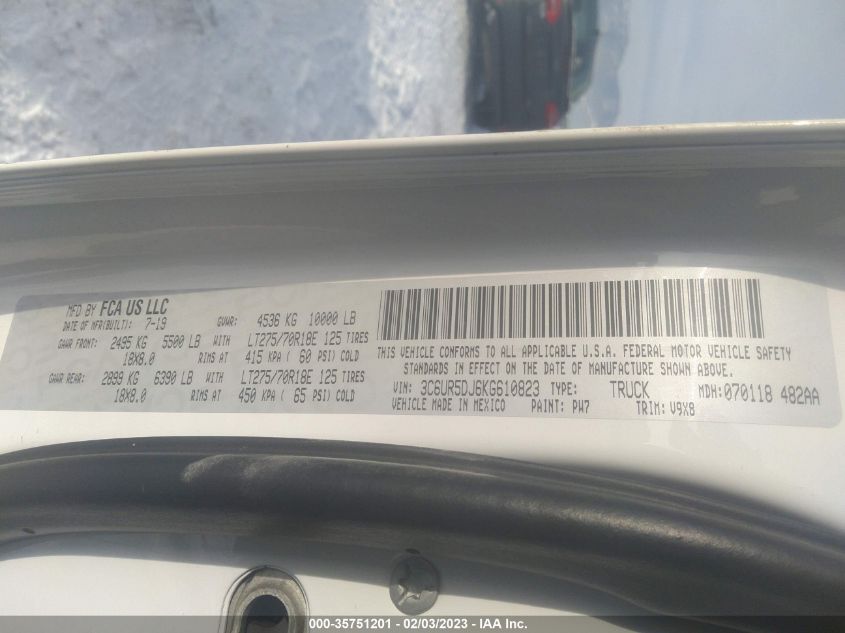 MFD BY FCA US LLC
DATE OF MFR(BUILT): 7-19 GVWR: 4536 KG 10000 LB
GAWR FRONT: 2495 KG 5500 LB WITH LT275/70R18E 125 TIRES
18X8.0 RIMS AT 415 KPA ( 60 PSI) COLD
GAWR REAR: 2899 KG 6390 LB WITH LT275/70R18E 125 TIRES
18X8.0 RIMS AT 450 KPA ( 65 PSI) COLD
THIS VEHICLE CONFORMS TO ALL APPLICABLE U.S.A. FEDERAL MOTOR VEHICLE SAFETY
STANDARDS IN EFFECT ON THE DATE OF MANUFACTURE SHOWN ABOVE.
VIN: 3C6UR5DJ6KG610823 TYPE: TRUCK MDH:070118 482AA
VEHICLE MADE IN MEXICO PAINT: PW7 TRIM: V9X8
000-35751201 - 02/03/2023 - IAA Inc.